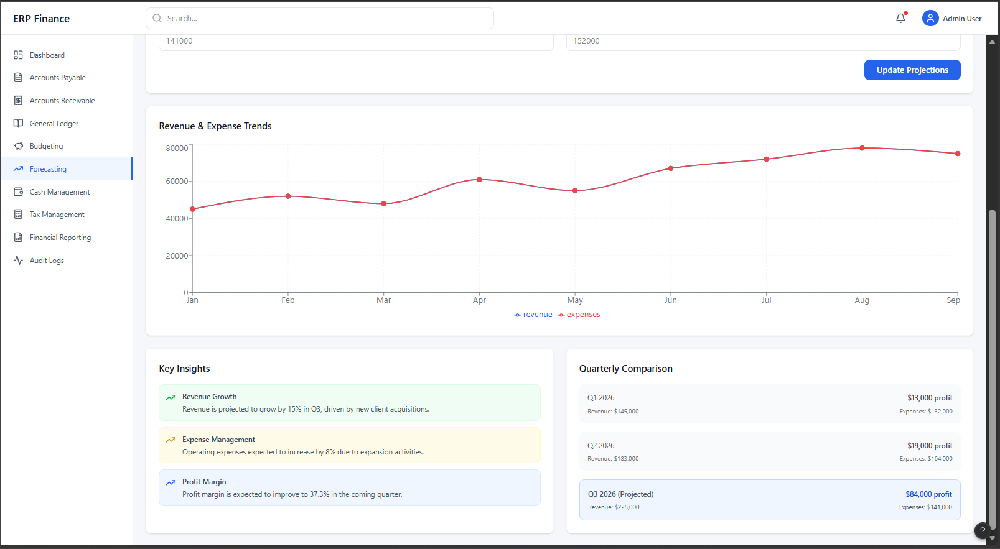 ERP Finance
Search...
Admin User
Dashboard
Accounts Payable
Accounts Receivable
General Ledger
Budgeting
Forecasting
Cash Management
Tax Management
Financial Reporting
Audit Logs
141000
152000
Update Projections
Revenue & Expense Trends
80000
60000
40000
20000
0
Jan Feb Mar Apr May Jun Jul Aug Sep
revenue expenses
Key Insights
Revenue Growth
Revenue is projected to grow by 15% in Q3, driven by new client acquisitions.
Expense Management
Operating expenses expected to increase by 8% due to expansion activities.
Profit Margin
Profit margin is expected to improve to 37.3% in the coming quarter.
Quarterly Comparison
Q1 2026 $13,000 profit
Revenue: $145,000 Expenses: $132,000
Q2 2026 $19,000 profit
Revenue: $183,000 Expenses: $164,000
Q3 2026 (Projected) $84,000 profit
Revenue: $225,000 Expenses: $141,000
?